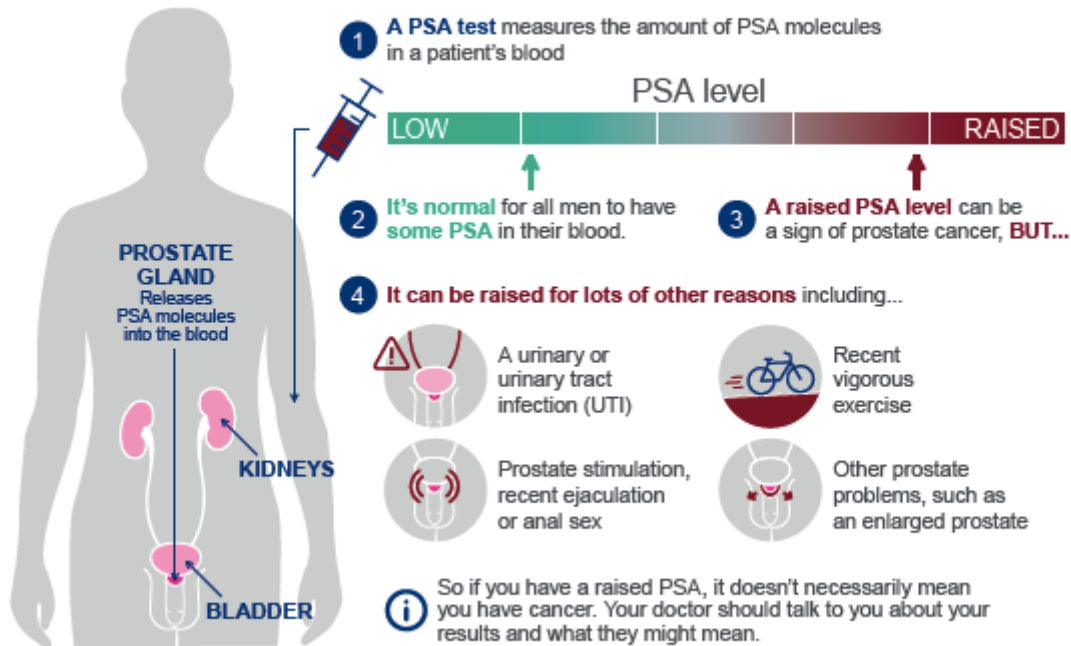 1
A PSA test measures the amount of PSA molecules
in a patient's blood
PSA level
LOW
RAISED
2
It's normal for all men to have
some PSA in their blood.
3
A raised PSA level can be
a sign of prostate cancer, BUT...
PROSTATE
GLAND
Releases
PSA molecules
into the blood
KIDNEYS
BLADDER
4
It can be raised for lots of other reasons including...
A urinary or
urinary tract
infection (UTI)
Recent
vigorous
exercise
Prostate stimulation,
recent ejaculation
or anal sex
Other prostate
problems, such as
an enlarged prostate
So if you have a raised PSA, it doesn't necessarily mean
you have cancer. Your doctor should talk to you about your
results and what they might mean.